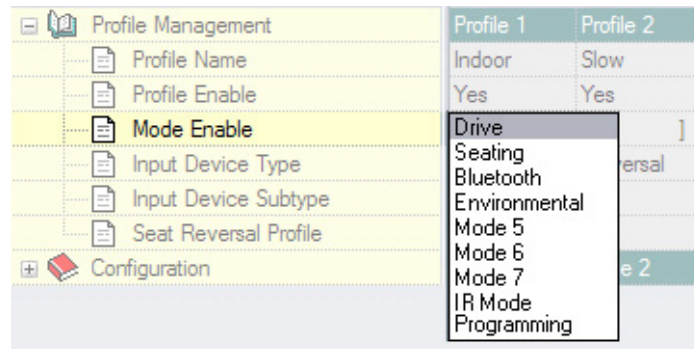 Profile Management Profile 1 Profile 2
Profile Name Indoor Slow
Profile Enable Yes Yes
Mode Enable Drive ]
Input Device Type Seating versal
Input Device Subtype Bluetooth
Environmental
Seat Reversal Profile Mode 5
Mode 6
Configuration Mode 7 e 2
IR Mode
Programming